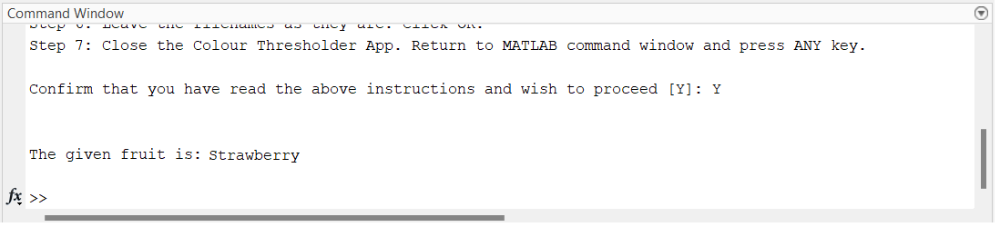 Command Window
Step 6: Leave the filenames as they are. Click OK.
Step 7: Close the Colour Thresholder App. Return to MATLAB command window and press ANY key.
Confirm that you have read the above instructions and wish to proceed [Y]: Y
The given fruit is: Strawberry
fx >>